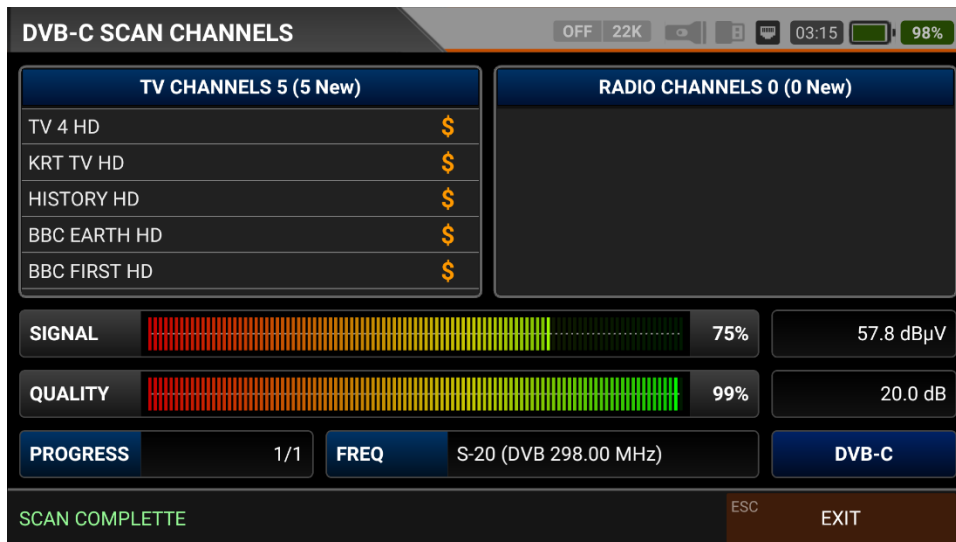 DVB-C SCAN CHANNELS
OFF 22K 03:15 98%
TV CHANNELS 5 (5 New)
TV 4 HD $
KRT TV HD $
HISTORY HD $
BBC EARTH HD $
BBC FIRST HD $
RADIO CHANNELS 0 (0 New)
SIGNAL 75% 57.8 dBµV
QUALITY 99% 20.0 dB
PROGRESS 1/1 FREQ S-20 (DVB 298.00 MHz) DVB-C
SCAN COMPLETTE ESC EXIT